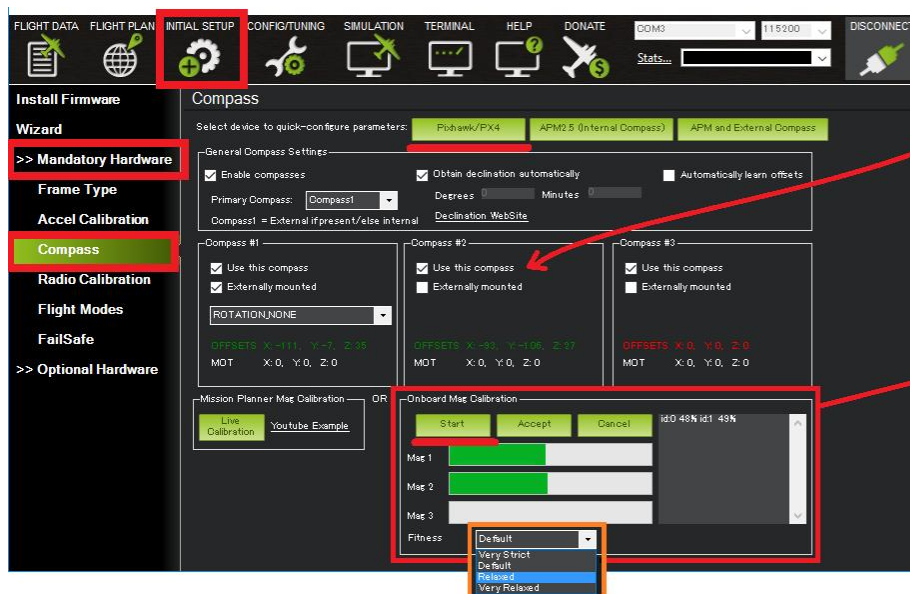 FLIGHT DATA FLIGHT PLAN INITIAL SETUP CONFIG/TUNING SIMULATION TERMINAL HELP DONATE
COM3 115200 DISCONNECT
Stats...
Install Firmware
Wizard
>> Mandatory Hardware
Frame Type
Accel Calibration
Compass
Radio Calibration
Flight Modes
FailSafe
>> Optional Hardware
Compass
Select device to quick-configure parameters: Pixhawk/PX4 APM2.5 (Internal Compass) APM and External Compass
General Compass Settings
Enable compasses Obtain declination automatically Automatically learn offsets
Degrees 0 Minutes 0
Primary Compass: Compass1
Declination WebSite
Compass1 = External if present/else internal
Compass #1 Compass #2 Compass #3
Use this compass Use this compass Use this compass
Externally mounted Externally mounted Externally mounted
ROTATION_NONE
OFFSETS X: -111, Y: -7, Z: 35 OFFSETS X: -93, Y: -106, Z: 37 OFFSETS X: 0, Y: 0, Z: 0
MOT X: 0, Y: 0, Z: 0 MOT X: 0, Y: 0, Z: 0 MOT X: 0, Y: 0, Z: 0
Mission Planner Mag Calibration OR Onboard Mag Calibration
Live
Calibration
Youtube Example
Start Accept Cancel
id:0 48% id:1 49%
Mag 1
Mag 2
Mag 3
Fitness Default
Very Strict
Default
Relaxed
Very Relaxed